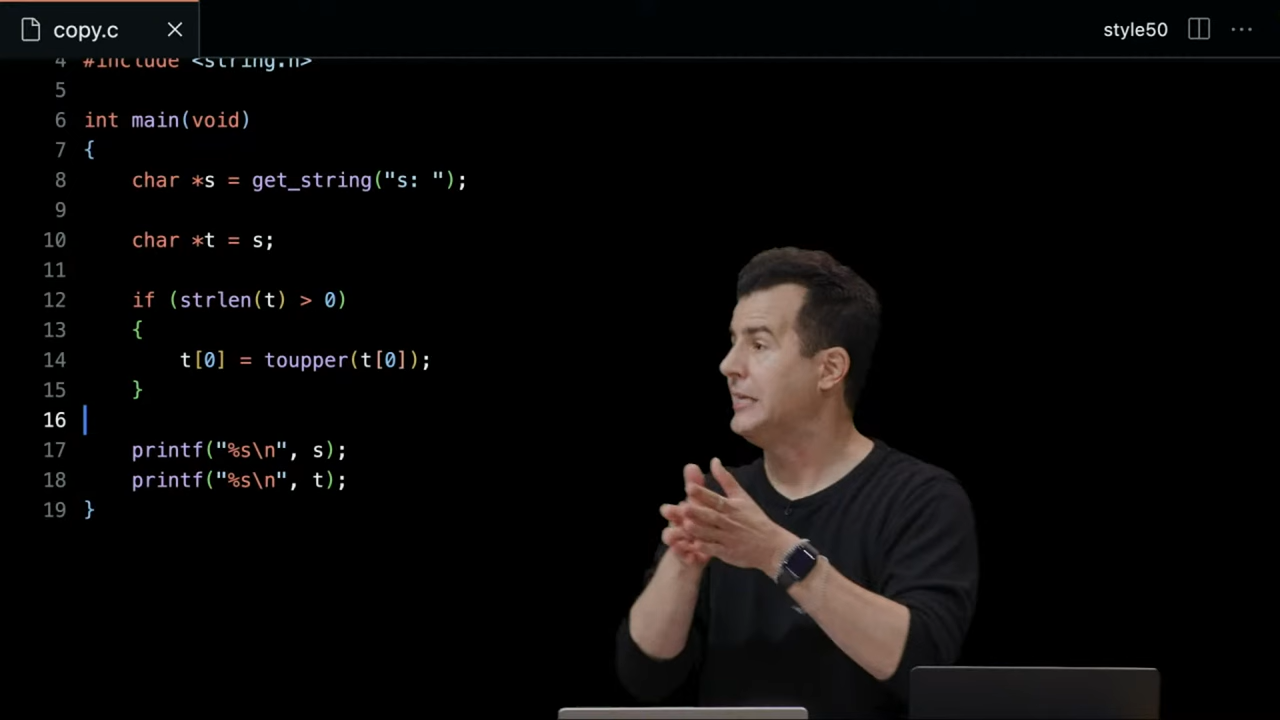 copy.c
style50
4 #include <string.h>
5
6 int main(void)
7 {
8     char *s = get_string("s: ");
9
10     char *t = s;
11
12     if (strlen(t) > 0)
13     {
14         t[0] = toupper(t[0]);
15     }
16
17     printf("%s\n", s);
18     printf("%s\n", t);
19 }